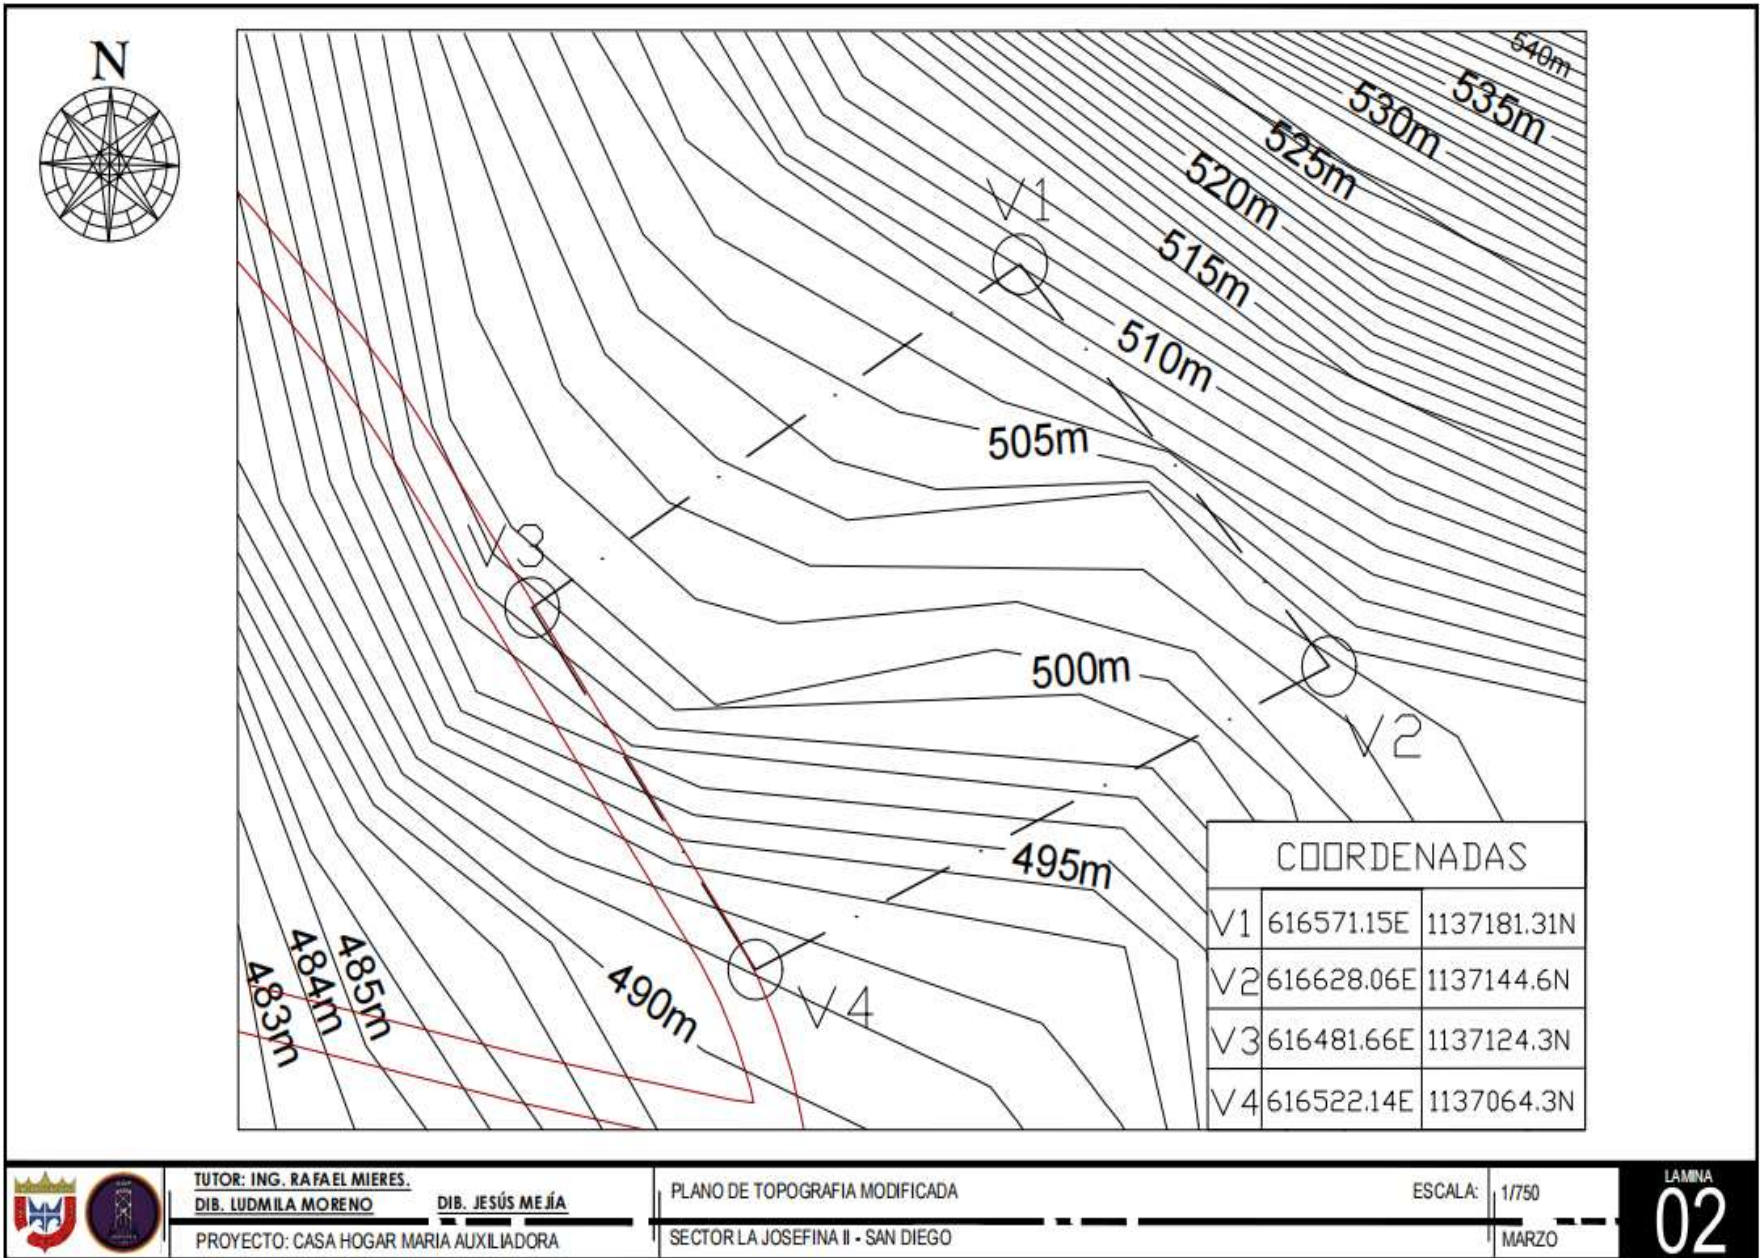 N
540m
535m
530m
525m
520m
515m
510m
505m
500m
495m
490m
485m
484m
483m
V1
V2
V3
V4
COORDENADAS
V1 616571.15E 1137181.31N
V2 616628.06E 1137144.6N
V3 616481.66E 1137124.3N
V4 616522.14E 1137064.3N
TUTOR: ING. RAFAEL MIERES.
DIB. LUDMILA MORENO DIB. JESÚS MEJÍA
PROYECTO: CASA HOGAR MARIA AUXILIADORA
PLANO DE TOPOGRAFIA MODIFICADA
SECTOR LA JOSEFINA II - SAN DIEGO
ESCALA: 1/750
MARZO
LAMINA
02